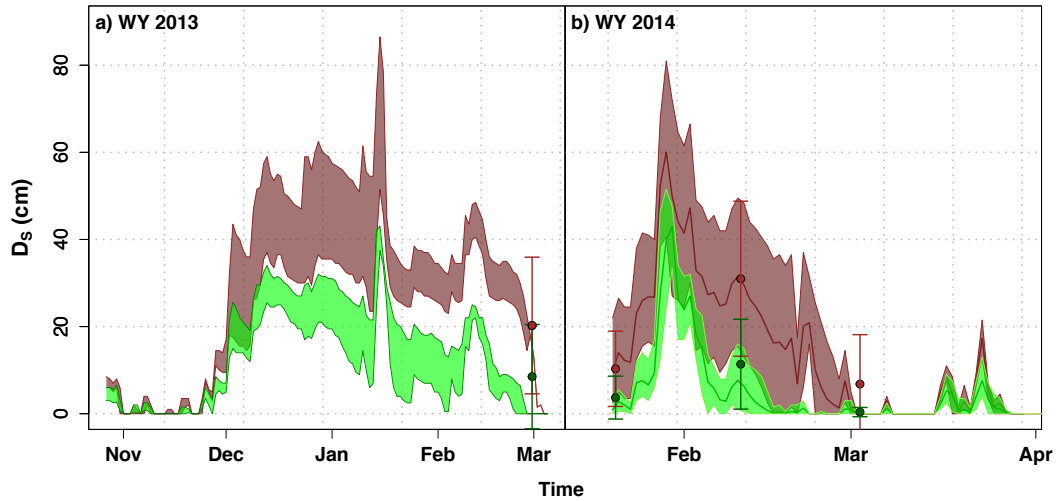 a) WY 2013
b) WY 2014
80
60
40
20
0
D_S (cm)
Nov Dec Jan Feb Mar
Feb Mar Apr
Time